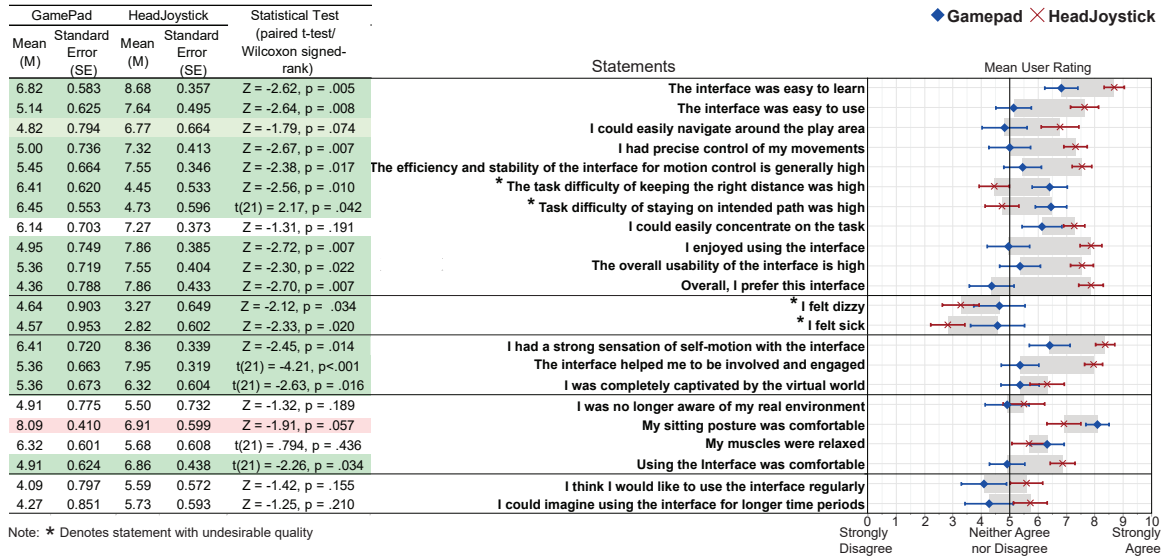 GamePad HeadJoystick Statistical Test (paired t-test/ Wilcoxon signed-rank)
Mean (M) Standard Error (SE) Mean (M) Standard Error (SE)
Statements
Mean User Rating
Gamepad HeadJoystick
6.82 0.583 8.68 0.357 Z = -2.62, p = .005 The interface was easy to learn
5.14 0.625 7.64 0.495 Z = -2.64, p = .008 The interface was easy to use
4.82 0.794 6.77 0.664 Z = -1.79, p = .074 I could easily navigate around the play area
5.00 0.736 7.32 0.413 Z = -2.67, p = .007 I had precise control of my movements
5.45 0.664 7.55 0.346 Z = -2.38, p = .017 The efficiency and stability of the interface for motion control is generally high
6.41 0.620 4.45 0.533 Z = -2.56, p = .010 * The task difficulty of keeping the right distance was high
6.45 0.553 4.73 0.596 t(21) = 2.17, p = .042 * Task difficulty of staying on intended path was high
6.14 0.703 7.27 0.373 Z = -1.31, p = .191 I could easily concentrate on the task
4.95 0.749 7.86 0.385 Z = -2.72, p = .007 I enjoyed using the interface
5.36 0.719 7.55 0.404 Z = -2.30, p = .022 The overall usability of the interface is high
4.36 0.788 7.86 0.433 Z = -2.70, p = .007 Overall, I prefer this interface
4.64 0.903 3.27 0.649 Z = -2.12, p = .034 * I felt dizzy
4.57 0.953 2.82 0.602 Z = -2.33, p = .020 * I felt sick
6.41 0.720 8.36 0.339 Z = -2.45, p = .014 I had a strong sensation of self-motion with the interface
5.36 0.663 7.95 0.319 t(21) = -4.21, p<.001 The interface helped me to be involved and engaged
5.36 0.673 6.32 0.604 t(21) = -2.63, p = .016 I was completely captivated by the virtual world
4.91 0.775 5.50 0.732 Z = -1.32, p = .189 I was no longer aware of my real environment
8.09 0.410 6.91 0.599 Z = -1.91, p = .057 My sitting posture was comfortable
6.32 0.601 5.68 0.608 t(21) = .794, p = .436 My muscles were relaxed
4.91 0.624 6.86 0.438 t(21) = -2.26, p = .034 Using the Interface was comfortable
4.09 0.797 5.59 0.572 Z = -1.42, p = .155 I think I would like to use the interface regularly
4.27 0.851 5.73 0.593 Z = -1.25, p = .210 I could imagine using the interface for longer time periods
0 1 2 3 4 5 6 7 8 9 10
Strongly Disagree Neither Agree nor Disagree Strongly Agree
Note: * Denotes statement with undesirable quality